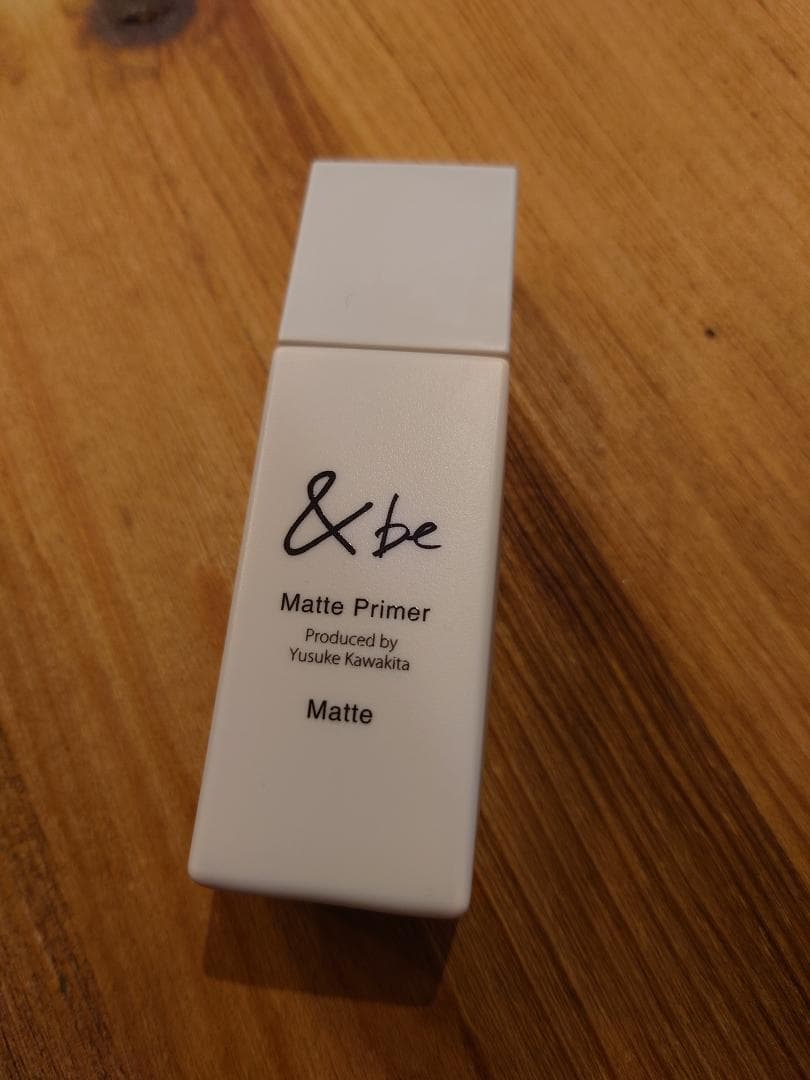 &be
Matte Primer
Produced by
Yusuke Kawakita
Matte